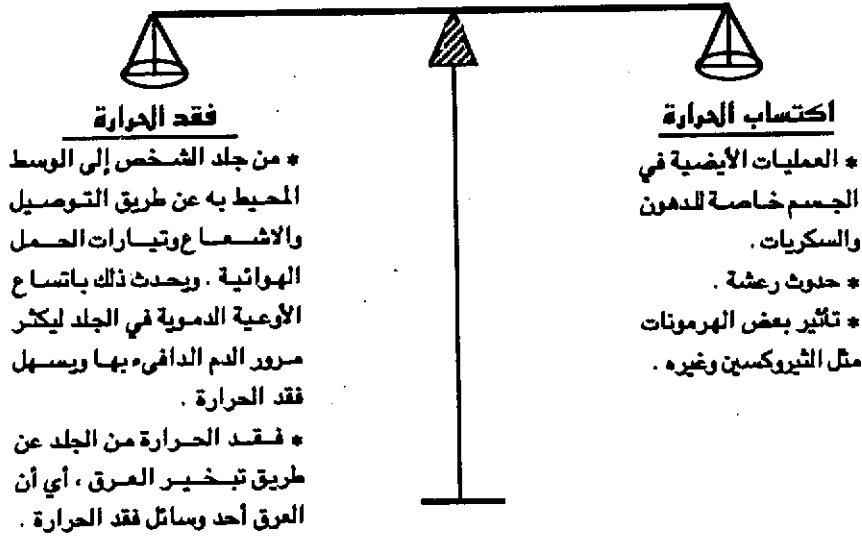 اكتساب الحرارة
* العمليات الأيضية في
الجسم خاصة للدهون
والسكريات .
* حدوث رعشة .
* تأثير بعض الهرمونات
مثل الثيروكسين وغيره .
فقد الحرارة
* من جلد الشخص إلى الوسط
المحيط به عن طريق التوصيل
والاشعاع وتيارات الحمل
الهوائية . ويحدث ذلك باتساع
الأوعية الدموية في الجلد ليكثر
مرور الدم الدافىء بها ويسهل
فقد الحرارة .
* فقد الحرارة من الجلد عن
طريق تبخير العرق ، أي أن
العرق أحد وسائل فقد الحرارة .